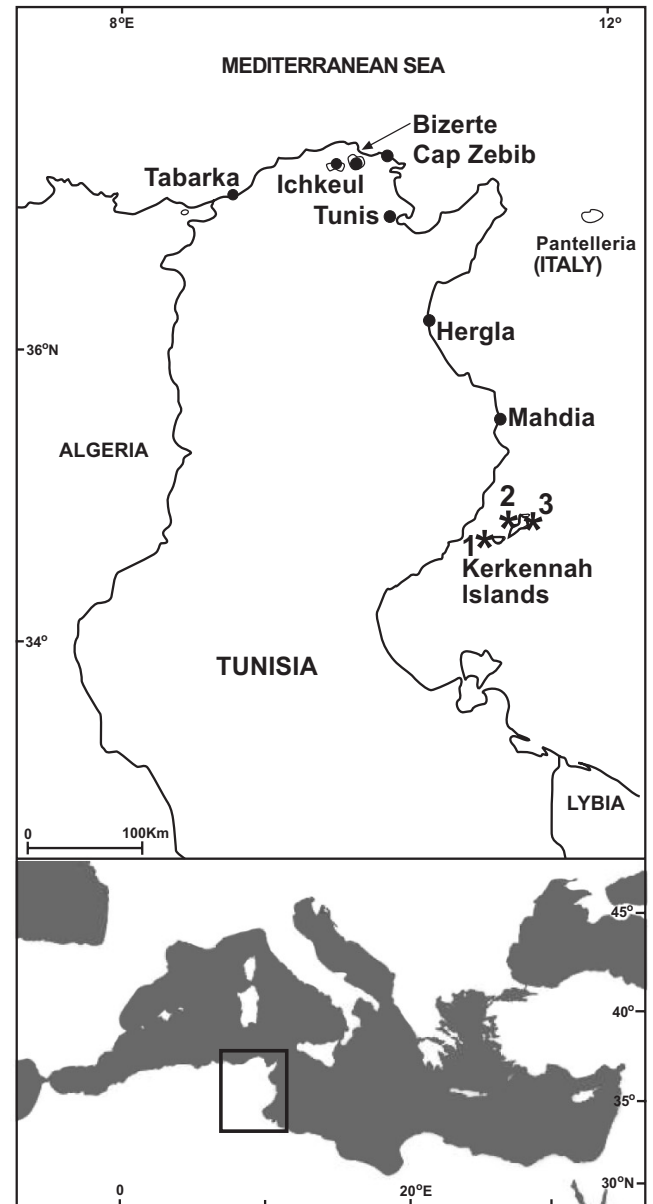 8°E
12°
MEDITERRANEAN SEA
Bizerte
Cap Zebib
Tabarka
Ichkeul
Tunis
Pantelleria
(ITALY)
Hergla
36°N
Mahdia
ALGERIA
2
3
1
Kerkennah
Islands
34°
TUNISIA
LYBIA
0
100Km
45°
40°
35°
30°N
0
20°E